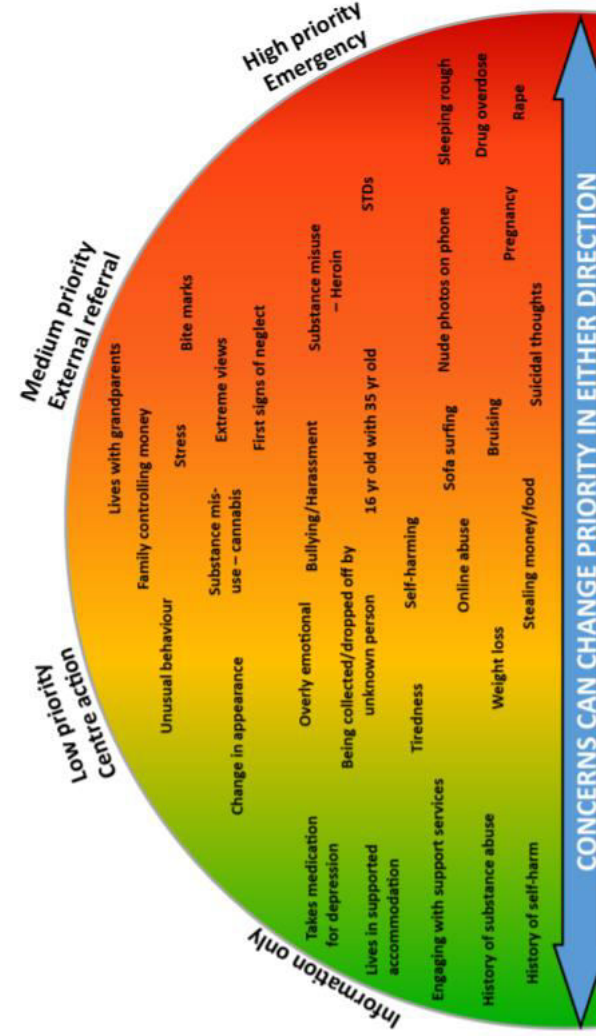 Information only
Low priority
Centre action
Medium priority
External referral
High priority
Emergency
Lives with grandparents
Family controlling money
Unusual behaviour
Stress
Bite marks
Substance mis-
use – cannabis
Extreme views
Change in appearance
First signs of neglect
Takes medication
for depression
Overly emotional
Bullying/Harassment
Substance misuse
– Heroin
Being collected/dropped off by
unknown person
Lives in supported
accommodation
16 yr old with 35 yr old
STDs
Tiredness
Self-harming
Engaging with support services
Sofa surfing
Nude photos on phone
Sleeping rough
Online abuse
History of substance abuse
Weight loss
Bruising
Pregnancy
Drug overdose
History of self-harm
Stealing money/food
Suicidal thoughts
Rape
CONCERNS CAN CHANGE PRIORITY IN EITHER DIRECTION